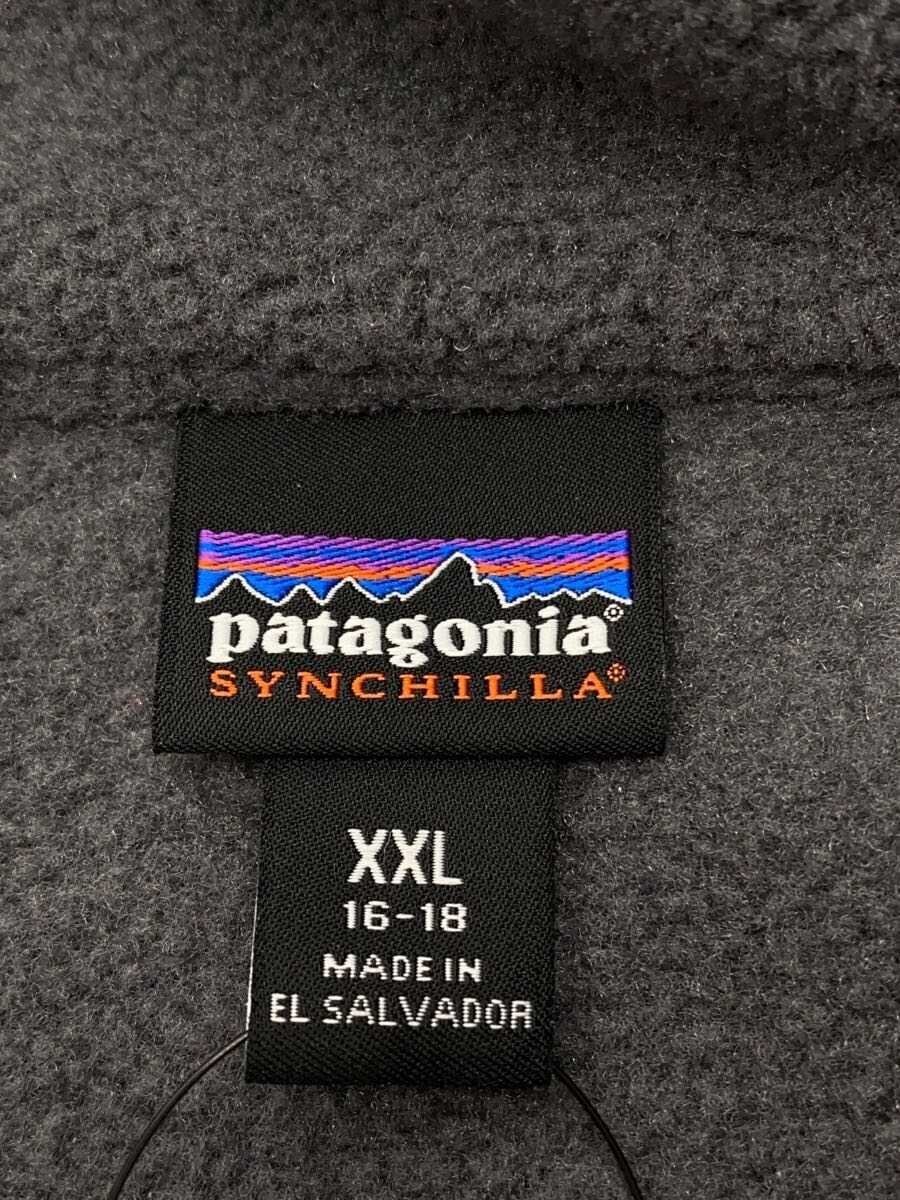 patagonia®
SYNCHILLA®
XXL
16-18
MADE IN
EL SALVADOR